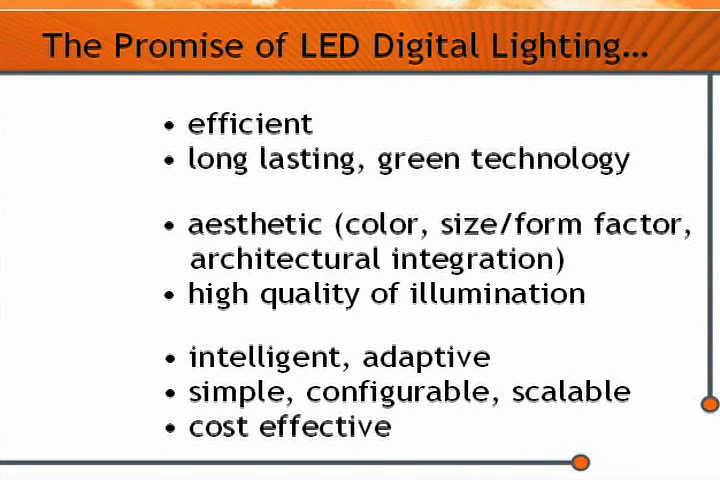 The Promise of LED Digital Lighting...
• efficient
• long lasting, green technology
• aesthetic (color, size/form factor,
architectural integration)
• high quality of illumination
• intelligent, adaptive
• simple, configurable, scalable
• cost effective